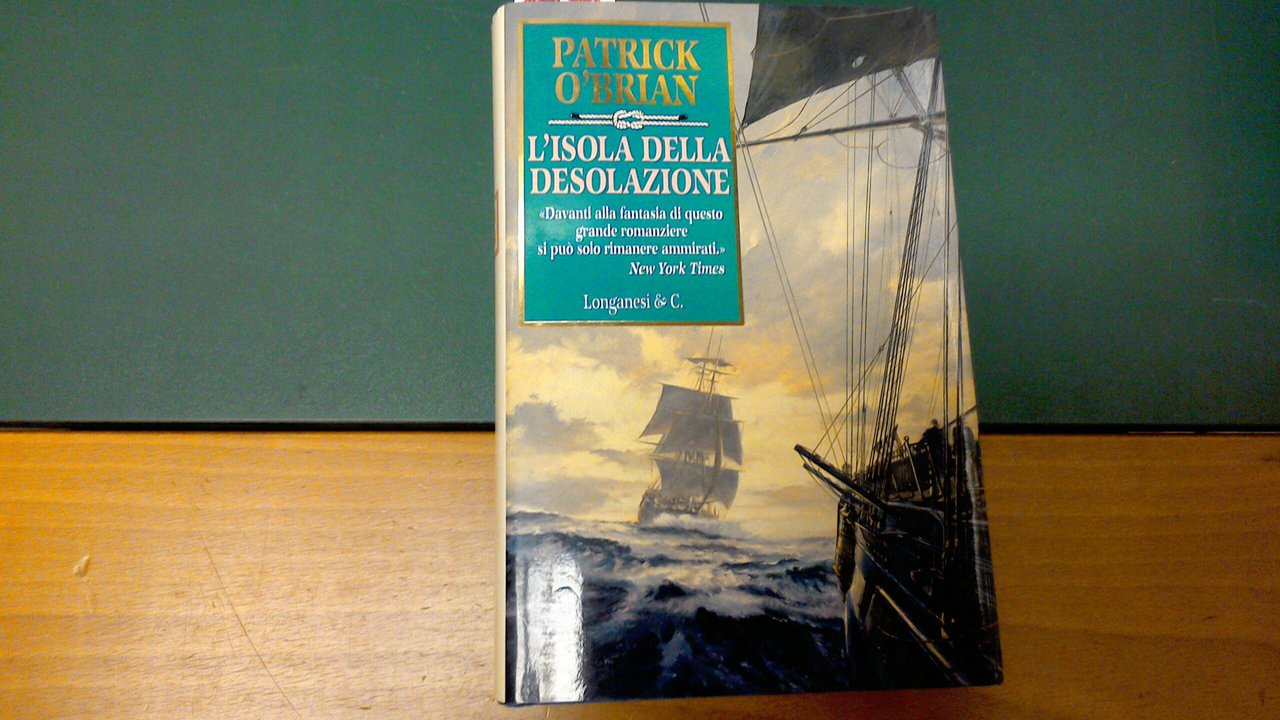 PATRICK
O'BRIAN
L'ISOLA DELLA
DESOLAZIONE
«Davanti alla fantasia di questo
grande romanziere
si può solo rimanere ammirati.»
New York Times
Longanesi & C.